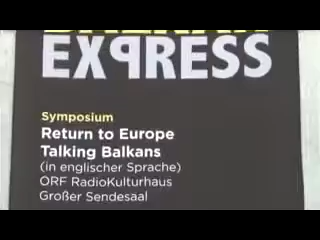 EXPRESS
Symposium
Return to Europe
Talking Balkans
(in englischer Sprache)
ORF RadioKulturhaus
Großer Sendesaal